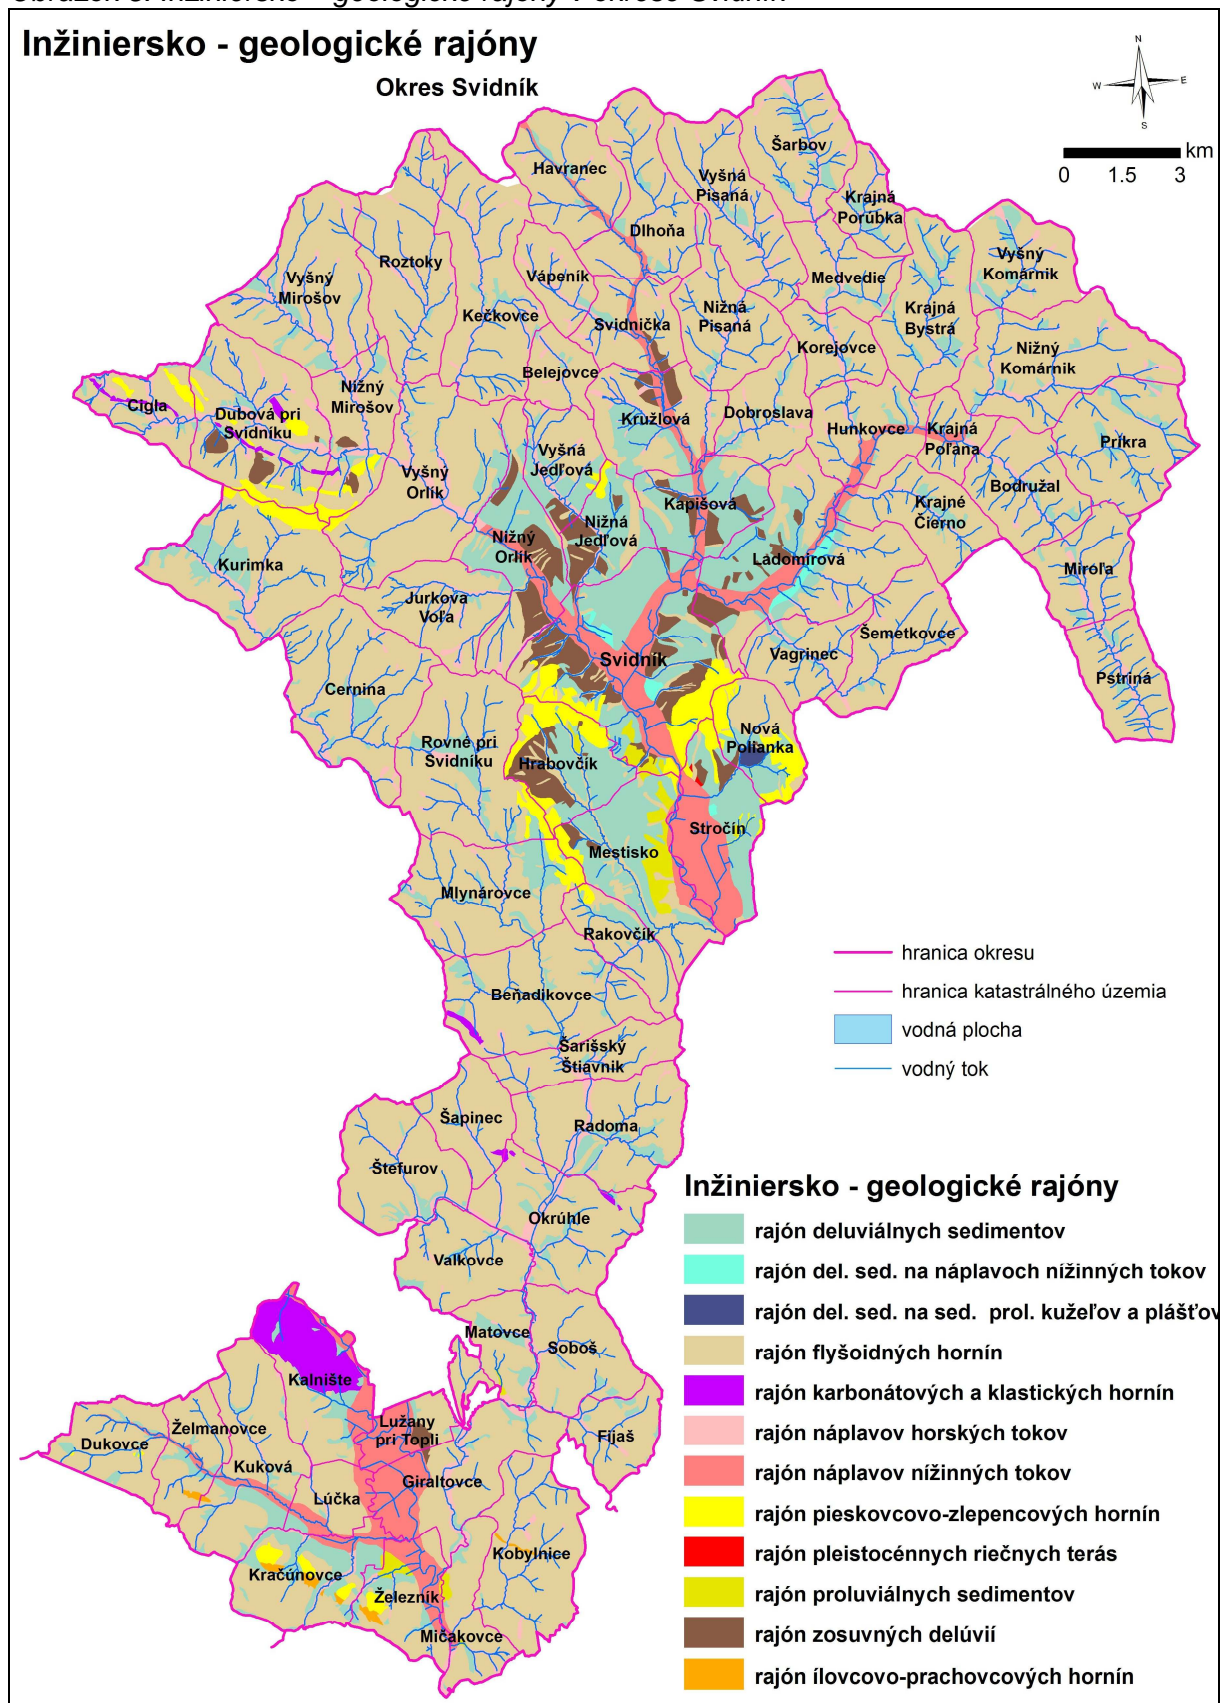 Inžiniersko - geologické rajóny
Okres Svidník
N
W
E
S
km
0 1.5 3
Šarbov
Havranec
Vyšná
Pisaná
Krajná
Porúbka
Dlhoňa
Vyšný
Komárnik
Roztoky
Vyšný
Mirošov
Vápeník
Medvedie
Kečkovce
Svidnička
Nižná
Pisaná
Krajná
Bystrá
Korejovce
Nižný
Komárnik
Belejovce
Nižný
Mirošov
Cigla
Dubová pri
Svidníku
Kružlová
Dobroslava
Hunkovce
Krajná
Poľana
Príkra
Vyšná
Jedľová
Vyšný
Orlík
Bodružal
Kapišová
Krajné
Čierno
Nižná
Jedľová
Nižný
Orlík
Ladomirová
Kurimka
Miroľa
Jurkova
Voľa
Šemetkovce
Vagrinec
Svidník
Pstriná
Cernina
Nová
Polianka
Rovné pri
Svidníku
Hrabovčík
Stročín
Mestisko
Mlynárovce
Rakovčík
Beňadikovce
Šarišský
Štiavnik
Šapinec
Radoma
Štefurov
Okrúhle
Valkovce
Matovce
Soboš
Kalnište
Lužany
pri Topli
Želmanovce
Dukovce
Fijaš
Kuková
Giraltovce
Lúčka
Kobylnice
Kračúnovce
Železník
Mičakovce
hranica okresu
hranica katastrálného územia
vodná plocha
vodný tok
Inžiniersko - geologické rajóny
rajón deluviálnych sedimentov
rajón del. sed. na náplavoch nížinných tokov
rajón del. sed. na sed. prol. kužeľov a plášťov
rajón flyšoidných hornín
rajón karbonátových a klastických hornín
rajón náplavov horských tokov
rajón náplavov nížinných tokov
rajón pieskovcovo-zlepencových hornín
rajón pleistocénnych riečnych terás
rajón proluviálnych sedimentov
rajón zosuvných delúvií
rajón ílovcovo-prachovcových hornín